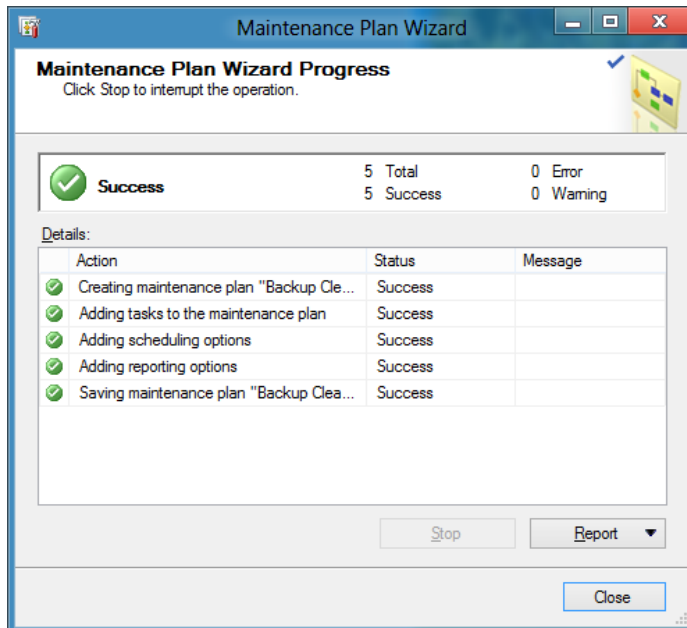 Maintenance Plan Wizard
Maintenance Plan Wizard Progress
Click Stop to interrupt the operation.
Success
5 Total 0 Error
5 Success 0 Warning
Details:
Action Status Message
Creating maintenance plan "Backup Cle... Success
Adding tasks to the maintenance plan Success
Adding scheduling options Success
Adding reporting options Success
Saving maintenance plan "Backup Clea... Success
Stop Report
Close